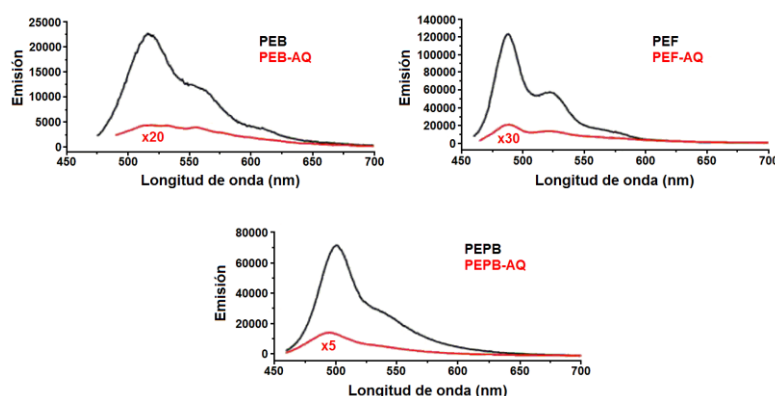 25000
20000
15000
10000
5000
0
Emisión
PEB
PEB-AQ
x20
450 500 550 600 650 700
Longitud de onda (nm)
140000
120000
100000
80000
60000
40000
20000
0
Emisión
PEF
PEF-AQ
x30
450 500 550 600 650 700
Longitud de onda (nm)
80000
60000
40000
20000
0
Emisión
PEPB
PEPB-AQ
x5
450 500 550 600 650 700
Longitud de onda (nm)